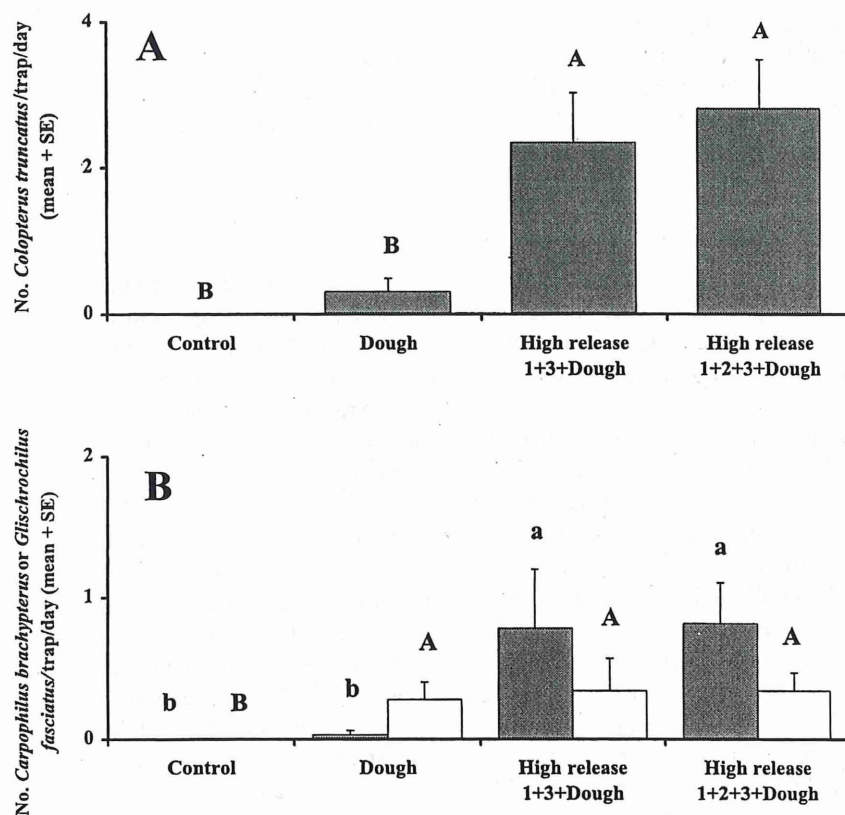 No. Colopterus truncatus/trap/day
(mean + SE)
4
2
0
A
B
B
A
A
Control
Dough
High release
1+3+Dough
High release
1+2+3+Dough
No. Carpophilus brachypterus or Glischrochilus
fasciatus/trap/day (mean + SE)
2
1
0
B
b
B
b
A
a
A
a
A
Control
Dough
High release
1+3+Dough
High release
1+2+3+Dough